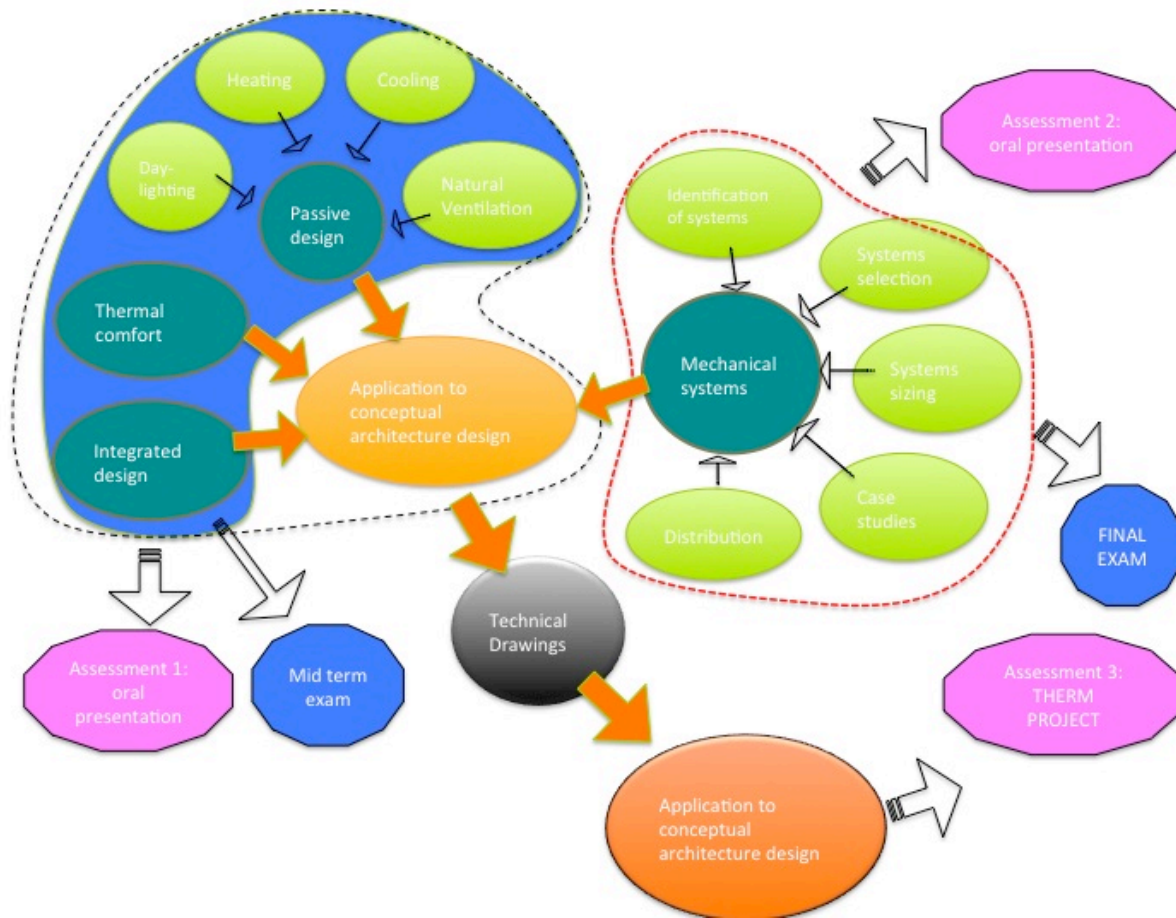 Heating
Cooling
Day-
lighting
Passive
design
Natural
Ventilation
Thermal
comfort
Integrated
design
Application to
conceptual
architecture design
Identification
of systems
Systems
selection
Mechanical
systems
Systems
sizing
Case
studies
Distribution
Assessment 2:
oral presentation
FINAL
EXAM
Technical
Drawings
Assessment 1:
oral
presentation
Mid term
exam
Assessment 3:
THERM
PROJECT
Application to
conceptual
architecture design